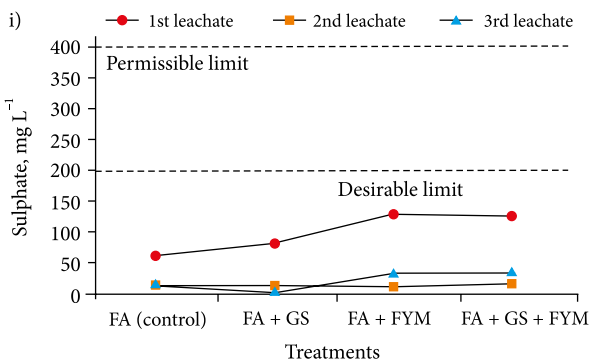 i)
1st leachate 2nd leachate 3rd leachate
400
Permissible limit
350
300
250
200
Desirable limit
150
100
50
0
Sulphate, mg L⁻¹
FA (control) FA + GS FA + FYM FA + GS + FYM
Treatments